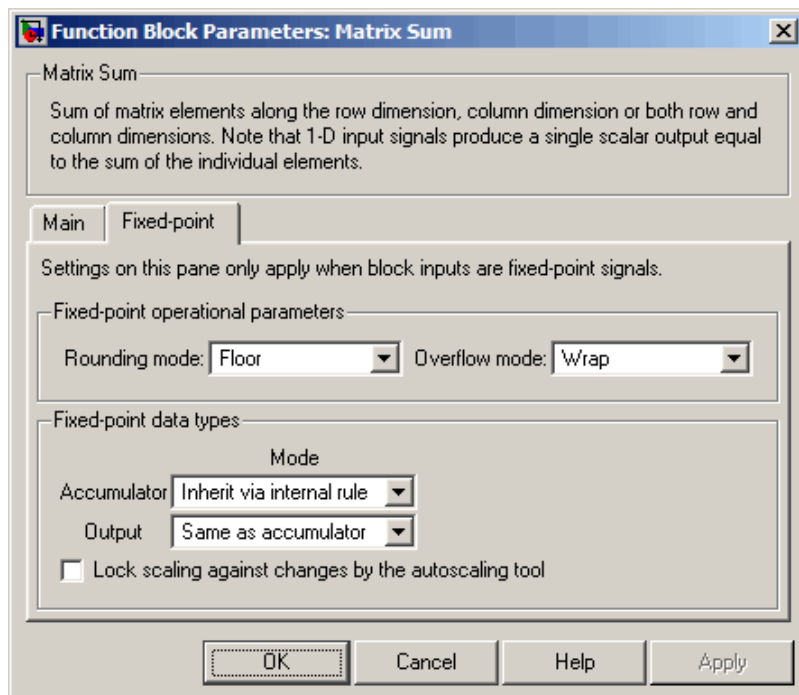 Function Block Parameters: Matrix Sum
Matrix Sum
Sum of matrix elements along the row dimension, column dimension or both row and
column dimensions. Note that 1-D input signals produce a single scalar output equal
to the sum of the individual elements.
Main Fixed-point
Settings on this pane only apply when block inputs are fixed-point signals.
Fixed-point operational parameters
Rounding mode: Floor Overflow mode: Wrap
Fixed-point data types
Mode
Accumulator Inherit via internal rule
Output Same as accumulator
Lock scaling against changes by the autoscaling tool
OK Cancel Help Apply